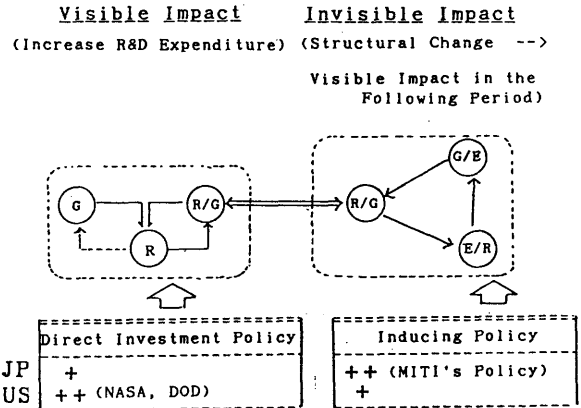 Visible Impact
(Increase R&D Expenditure)
Invisible Impact
(Structural Change -->
Visible Impact in the
Following Period)
G
R/G
R
R/G
G/E
E/R
Direct Investment Policy
Inducing Policy
JP +
++ (MITI's Policy)
US ++ (NASA, DOD)
+